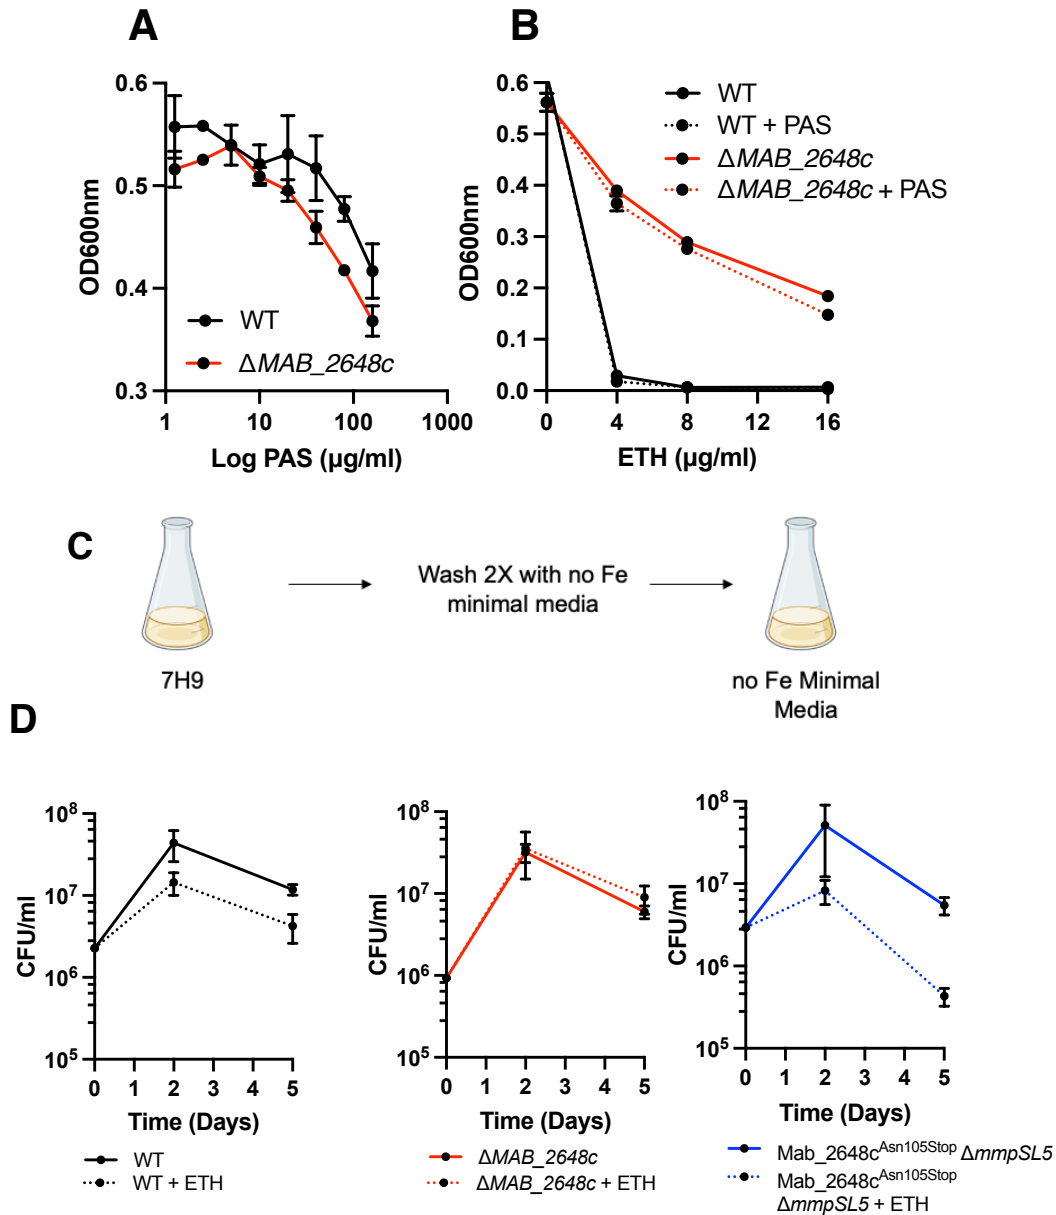 A
B
0.6
0.5
0.4
0.3
OD600nm
1
10
100
1000
Log PAS (µg/ml)
WT
ΔMAB_2648c
0.6
0.5
0.4
0.3
0.2
0.1
0.0
OD600nm
0
4
8
12
16
ETH (µg/ml)
WT
WT + PAS
ΔMAB_2648c
ΔMAB_2648c + PAS
C
7H9
Wash 2X with no Fe
minimal media
no Fe Minimal
Media
D
10⁸
10⁷
10⁶
10⁵
CFU/ml
0 1 2 3 4 5
Time (Days)
WT
WT + ETH
10⁸
10⁷
10⁶
10⁵
CFU/ml
0 1 2 3 4 5
Time (Days)
ΔMAB_2648c
ΔMAB_2648c + ETH
10⁸
10⁷
10⁶
10⁵
CFU/ml
0 1 2 3 4 5
Time (Days)
Mab_2648cAsn105Stop ΔmmpSL5
Mab_2648cAsn105Stop
ΔmmpSL5 + ETH